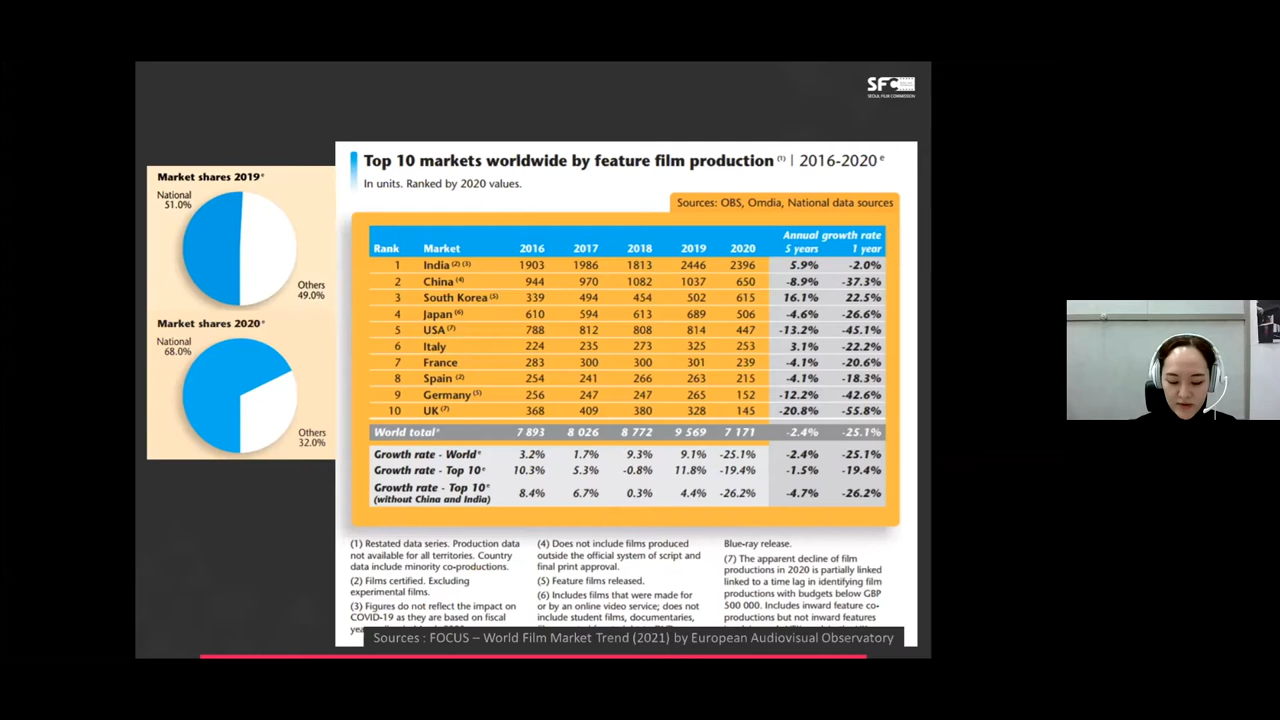 SFC
SEOUL FILM COMMISSION
Market shares 2019e
National
51.0%
Others
49.0%
Market shares 2020e
National
68.0%
Others
32.0%
Top 10 markets worldwide by feature film production (1) | 2016-2020 e
In units. Ranked by 2020 values.
Sources: OBS, Omdia, National data sources
Annual growth rate
Rank Market 2016 2017 2018 2019 2020 5 years 1 year
1 India (2) (3) 1903 1986 1813 2446 2396 5.9% -2.0%
2 China (4) 944 970 1082 1037 650 -8.9% -37.3%
3 South Korea (5) 339 494 454 502 615 16.1% 22.5%
4 Japan (6) 610 594 613 689 506 -4.6% -26.6%
5 USA (7) 788 812 808 814 447 -13.2% -45.1%
6 Italy 224 235 273 325 253 3.1% -22.2%
7 France 283 300 300 301 239 -4.1% -20.6%
8 Spain (2) 254 241 266 263 215 -4.1% -18.3%
9 Germany (5) 256 247 247 265 152 -12.2% -42.6%
10 UK (7) 368 409 380 328 145 -20.8% -55.8%
World total e 7 893 8 026 8 772 9 569 7 171 -2.4% -25.1%
Growth rate - World e 3.2% 1.7% 9.3% 9.1% -25.1% -2.4% -25.1%
Growth rate - Top 10 e 10.3% 5.3% -0.8% 11.8% -19.4% -1.5% -19.4%
Growth rate - Top 10 e
(without China and India) 8.4% 6.7% 0.3% 4.4% -26.2% -4.7% -26.2%
(1) Restated data series. Production data
not available for all territories. Country
data include minority co-productions.
(2) Films certified. Excluding
experimental films.
(3) Figures do not reflect the impact on
COVID-19 as they are based on fiscal
(4) Does not include films produced
outside the official system of script and
final print approval.
(5) Feature films released.
(6) Includes films that were made for
or by an online video service; does not
include student films, documentaries,
Blue-ray release.
(7) The apparent decline of film
productions in 2020 is partially linked
linked to a time lag in identifying film
productions with budgets below GBP
500 000. Includes inward feature co-
productions but not inward features
Sources : FOCUS – World Film Market Trend (2021) by European Audiovisual Observatory